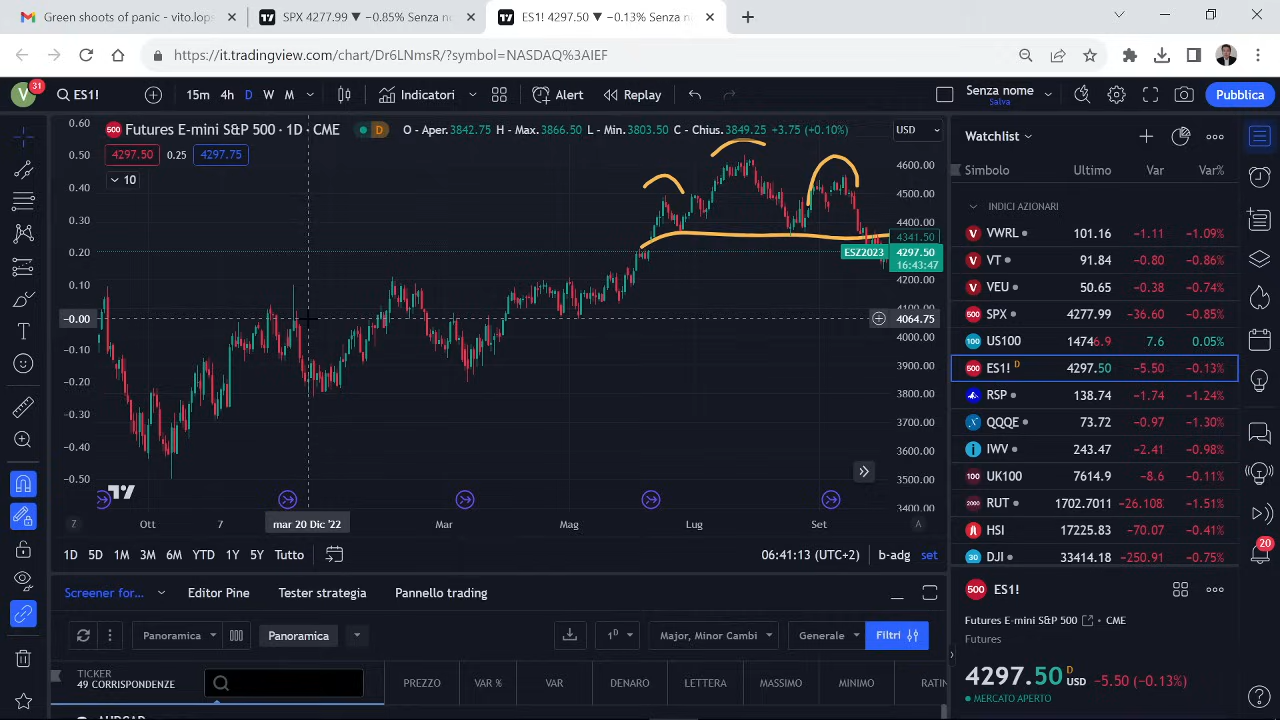 Green shoots of panic - vito.lops
SPX 4277.99 ▼ −0.85% Senza n
ES1! 4297.50 ▼ −0.13% Senza n
https://it.tradingview.com/chart/Dr6LNmsR/?symbol=NASDAQ%3AIEF
V 31 ES1! 15m 4h D W M Indicatori Alert Replay Senza nome Salva Pubblica
500 Futures E-mini S&P 500 · 1D · CME D O - Aper. 3842.75 H - Max. 3866.50 L - Min. 3803.50 C - Chius. 3849.25 +3.75 (+0.10%) USD
4297.50 0.25 4297.75
10
0.60
0.50
0.40
0.30
0.20
0.10
−0.00
−0.10
−0.20
−0.30
−0.40
−0.50
4600.00
4500.00
4400.00
4341.50
ESZ2023 4297.50
16:43:47
4200.00
4100.00
4064.75
4000.00
3900.00
3800.00
3700.00
3600.00
3500.00
3400.00
Z Ott 7 mar 20 Dic '22 Mar Mag Lug Set A
1D 5D 1M 3M 6M YTD 1Y 5Y Tutto 06:41:13 (UTC+2) b-adg set
Screener for... Editor Pine Tester strategia Pannello trading
Panoramica Panoramica 1D Major, Minor Cambi Generale Filtri
TICKER
49 CORRISPONDENZE
PREZZO VAR % VAR DENARO LETTERA MASSIMO MINIMO RATIN
AUDCAD
Watchlist
Simbolo Ultimo Var Var%
INDICI AZIONARI
VWRL 101.16 −1.11 −1.09%
VT 91.84 −0.80 −0.86%
VEU 50.65 −0.38 −0.74%
SPX 4277.99 −36.60 −0.85%
US100 14746.9 7.6 0.05%
ES1! D 4297.50 −5.50 −0.13%
RSP 138.74 −1.74 −1.24%
QQQE 73.72 −0.97 −1.30%
IWV 243.47 −2.41 −0.98%
UK100 7614.9 −8.6 −0.11%
RUT 1702.7011 −26.108 −1.51%
HSI 17225.83 −70.07 −0.41%
DJI 33414.18 −250.91 −0.75%
20
500 ES1!
Futures E-mini S&P 500 · CME
Futures
4297.50 D USD −5.50 (−0.13%)
MERCATO APERTO